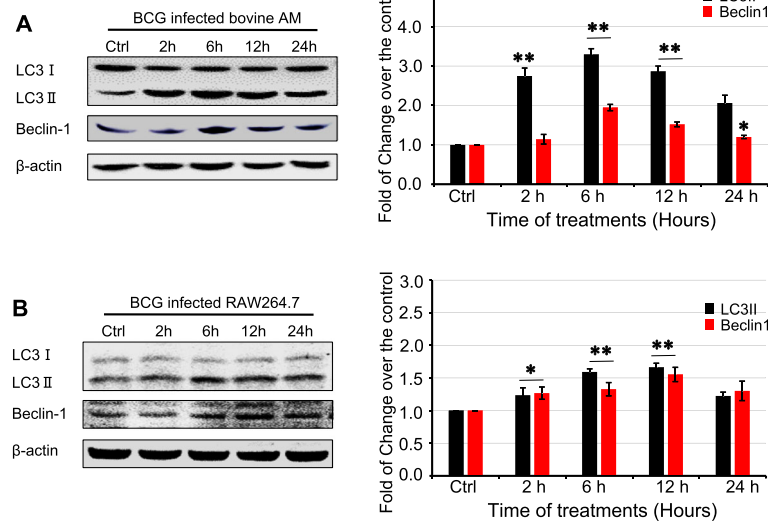 A
BCG infected bovine AM
Ctrl 2h 6h 12h 24h
LC3 Ⅰ
LC3 Ⅱ
Beclin-1
β-actin
Fold of Change over the cont
4.0
3.0
2.0
1.0
0.0
Beclin1
** ** ** *
Ctrl 2 h 6 h 12 h 24 h
Time of treatments (Hours)
B
BCG infected RAW264.7
Ctrl 2h 6h 12h 24h
LC3 Ⅰ
LC3 Ⅱ
Beclin-1
β-actin
Fold of Change over the control
3.0
2.5
2.0
1.5
1.0
0.5
0.0
LC3II
Beclin1
* ** **
Ctrl 2 h 6 h 12 h 24 h
Time of treatments (Hours)